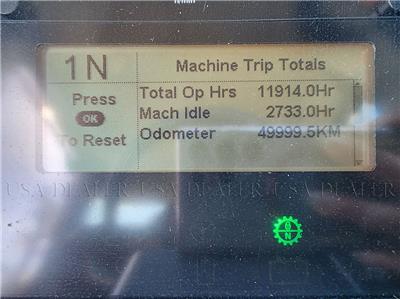 1N
Machine Trip Totals
Press
OK
To Reset
Total Op Hrs 11914.0Hr
Mach Idle 2733.0Hr
Odometer 49999.5KM
USA DEALER USA DEALER USA DEALER
N